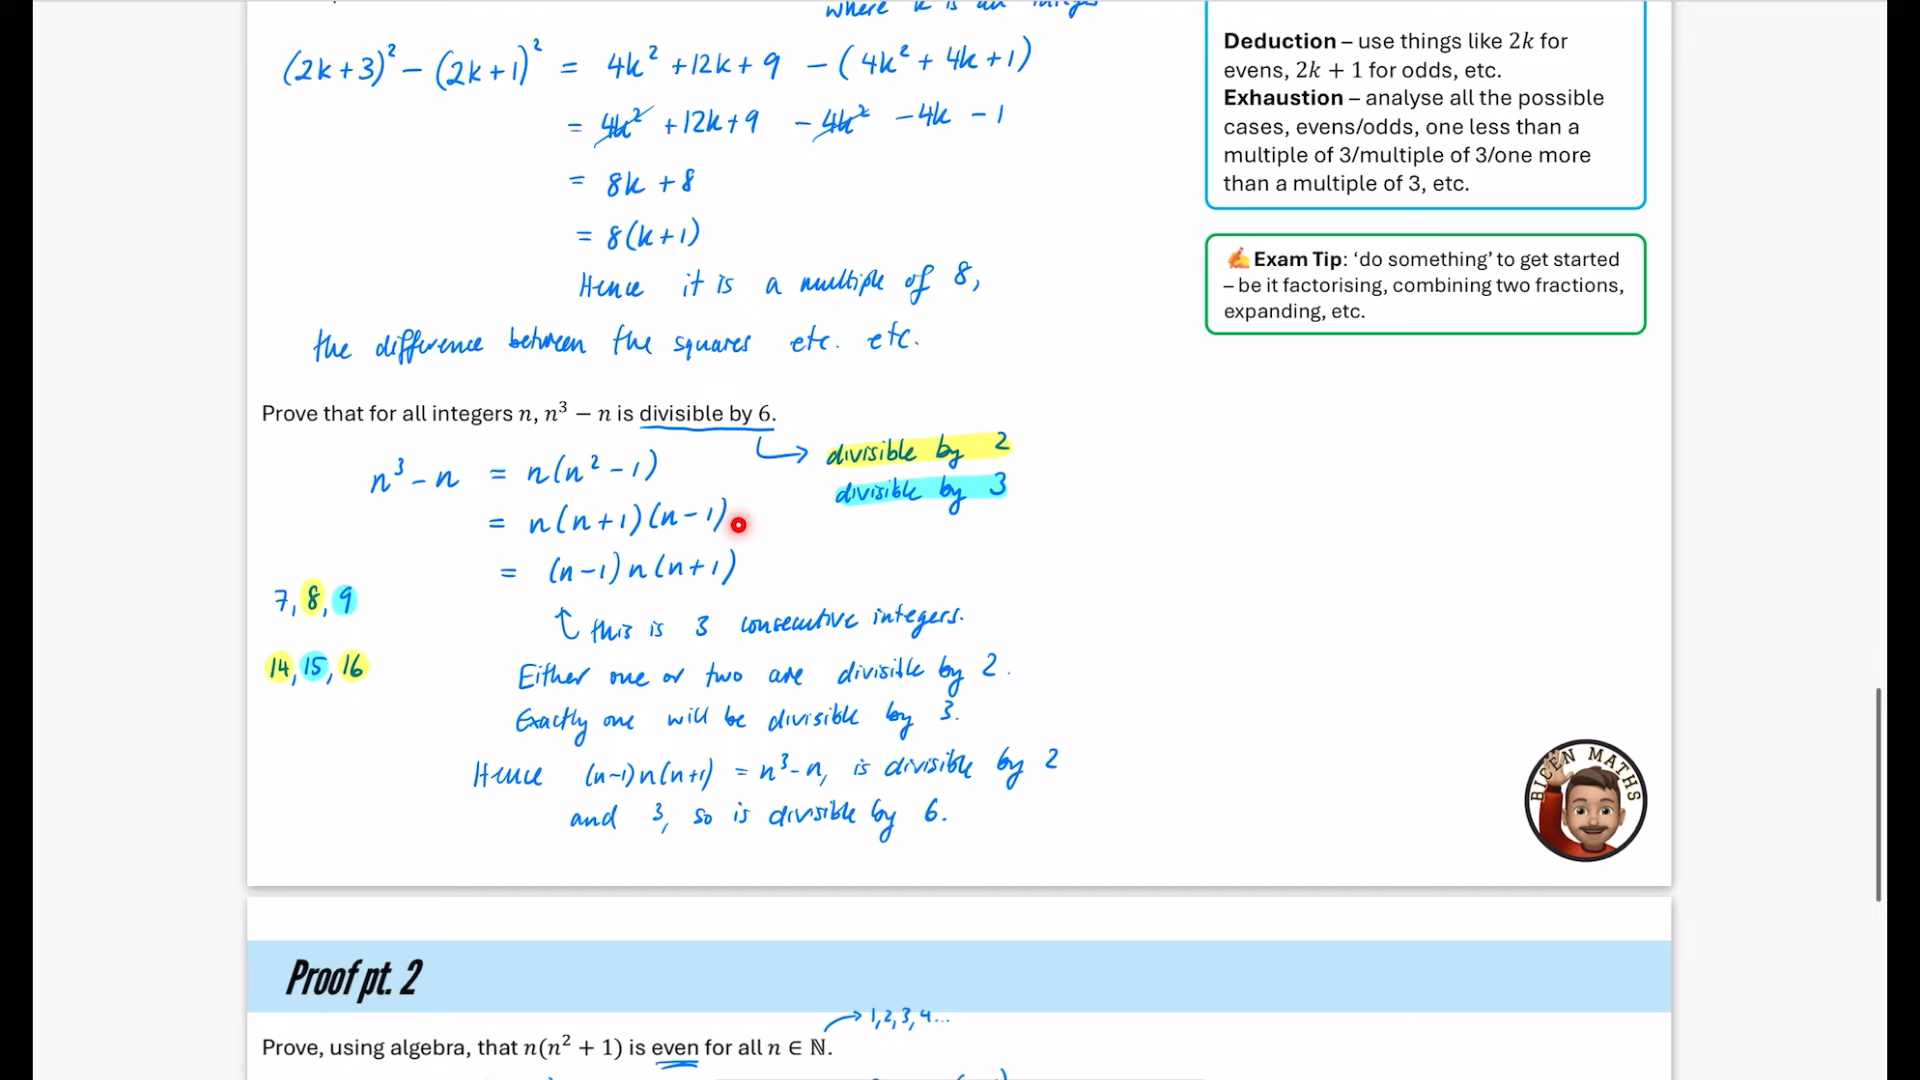 where k is an integer
(2k+3)² − (2k+1)² = 4k² +12k+9 − (4k² + 4k+1)
= 4k² +12k+9 − 4k² − 4k − 1
= 8k + 8
= 8(k+1)
Hence it is a multiple of 8,
the difference between the squares etc. etc.
Deduction – use things like 2k for
evens, 2k + 1 for odds, etc.
Exhaustion – analyse all the possible
cases, evens/odds, one less than a
multiple of 3/multiple of 3/one more
than a multiple of 3, etc.
✍️Exam Tip: ‘do something’ to get started
– be it factorising, combining two fractions,
expanding, etc.
Prove that for all integers n, n³ − n is divisible by 6.
divisible by 2
divisible by 3
n³ − n = n(n² − 1)
= n(n+1)(n−1)
= (n−1)n(n+1)
7, 8, 9
14, 15, 16
↑ this is 3 consecutive integers.
Either one or two are divisible by 2.
Exactly one will be divisible by 3.
Hence (n−1)n(n+1) = n³−n, is divisible by 2
and 3, so is divisible by 6.
BICEN MATHS
Proof pt. 2
→ 1,2,3,4...
Prove, using algebra, that n(n² + 1) is even for all n ∈ ℕ.